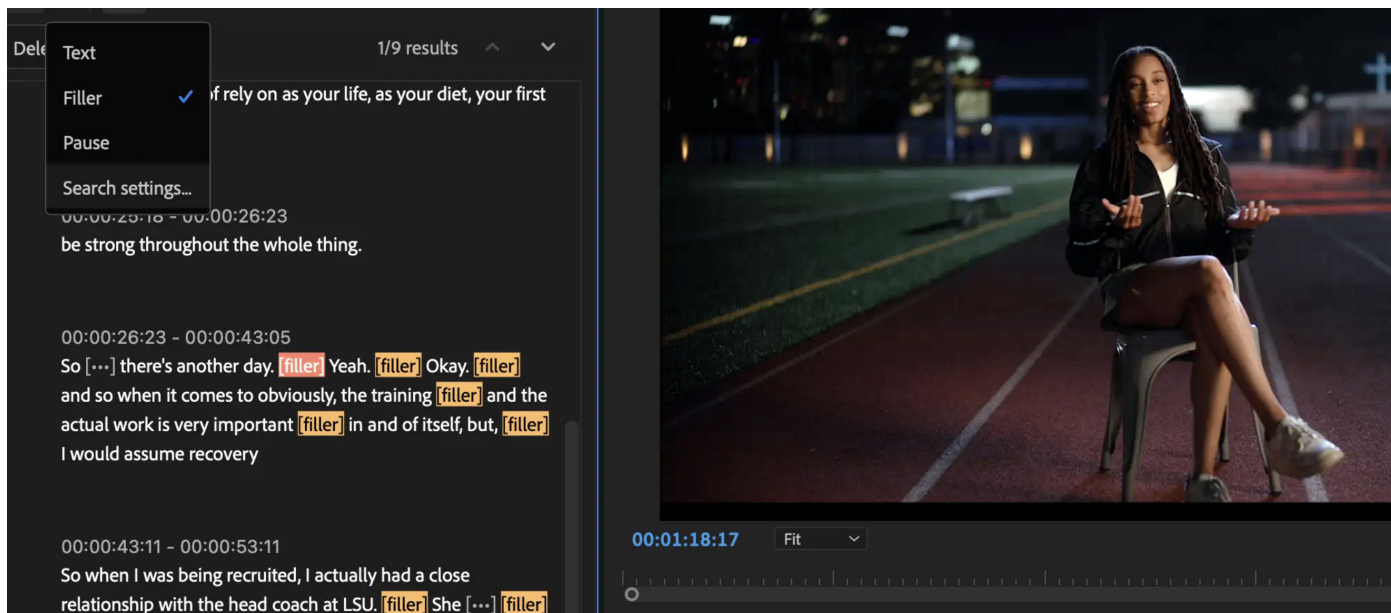 Dele
Text
1/9 results
Filler
of rely on as your life, as your diet, your first
Pause
Search settings...
00:00:25:18 - 00:00:26:23
be strong throughout the whole thing.
00:00:26:23 - 00:00:43:05
So [···] there's another day. [filler] Yeah. [filler] Okay. [filler]
and so when it comes to obviously, the training [filler] and the
actual work is very important [filler] in and of itself, but, [filler]
I would assume recovery
00:00:43:11 - 00:00:53:11
So when I was being recruited, I actually had a close
relationship with the head coach at LSU. [filler] She [···] [filler]
00:01:18:17
Fit